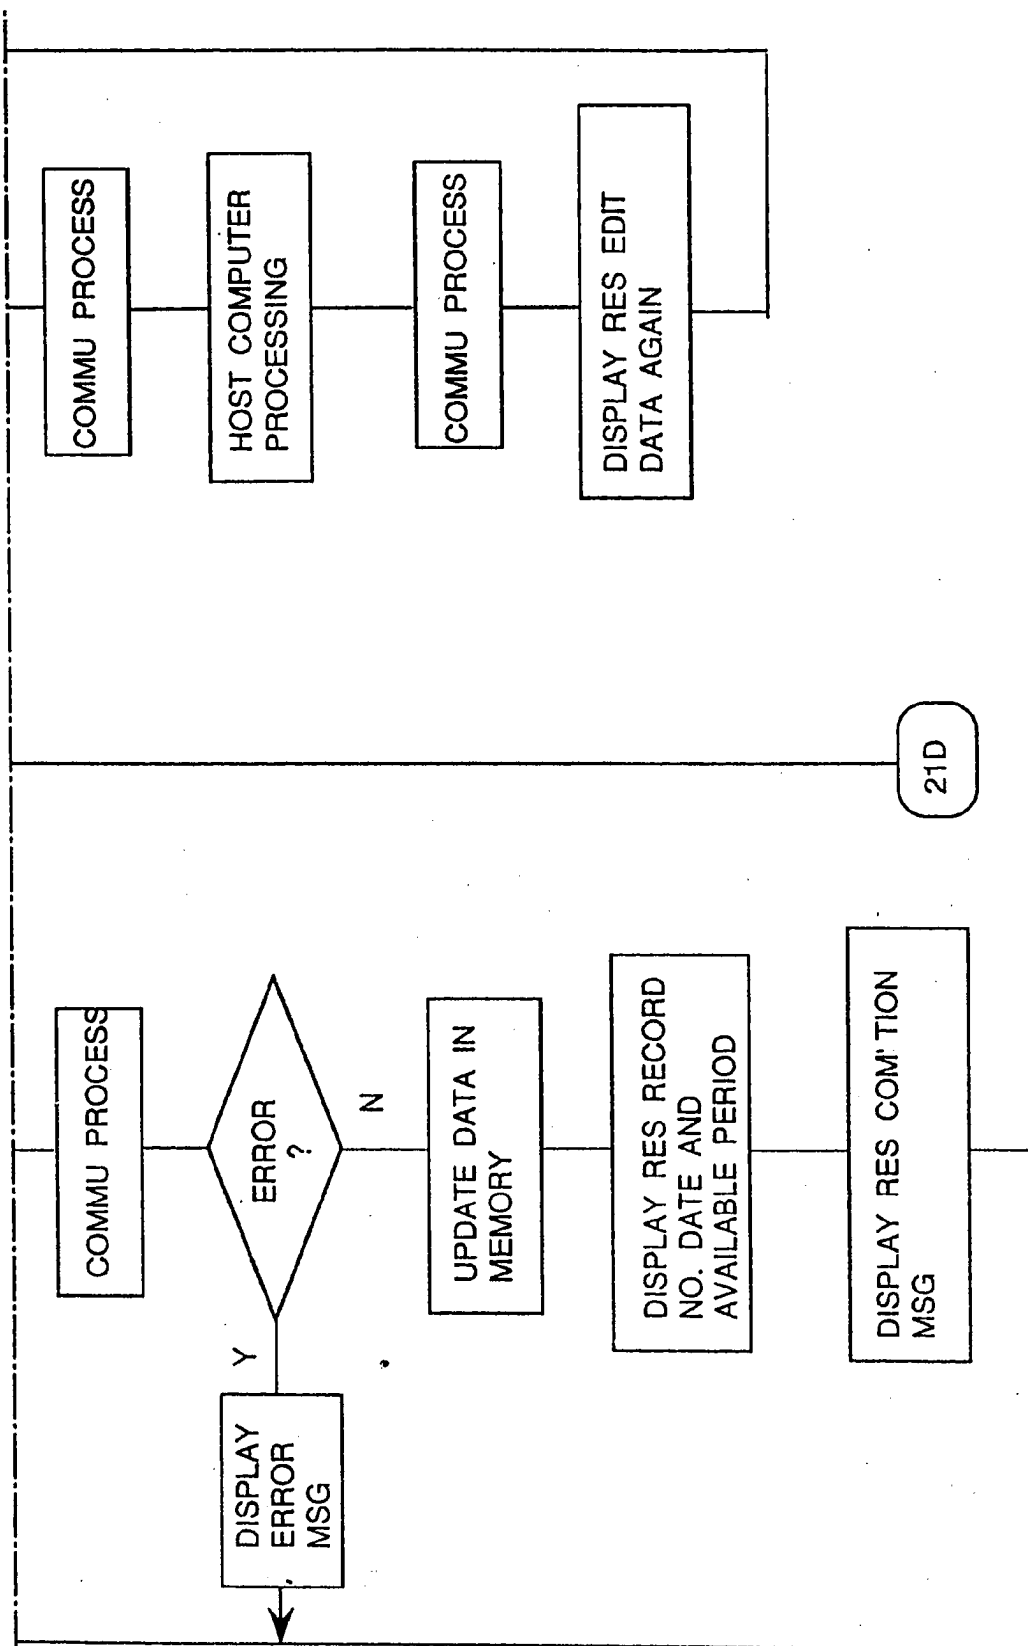 COMMU PROCESS
ERROR
?
Y
N
DISPLAY
ERROR
MSG
UPDATE DATA IN
MEMORY
DISPLAY RES RECORD
NO. DATE AND
AVAILABLE PERIOD
DISPLAY RES COM'TION
MSG
21D
COMMU PROCESS
HOST COMPUTER
PROCESSING
COMMU PROCESS
DISPLAY RES EDIT
DATA AGAIN